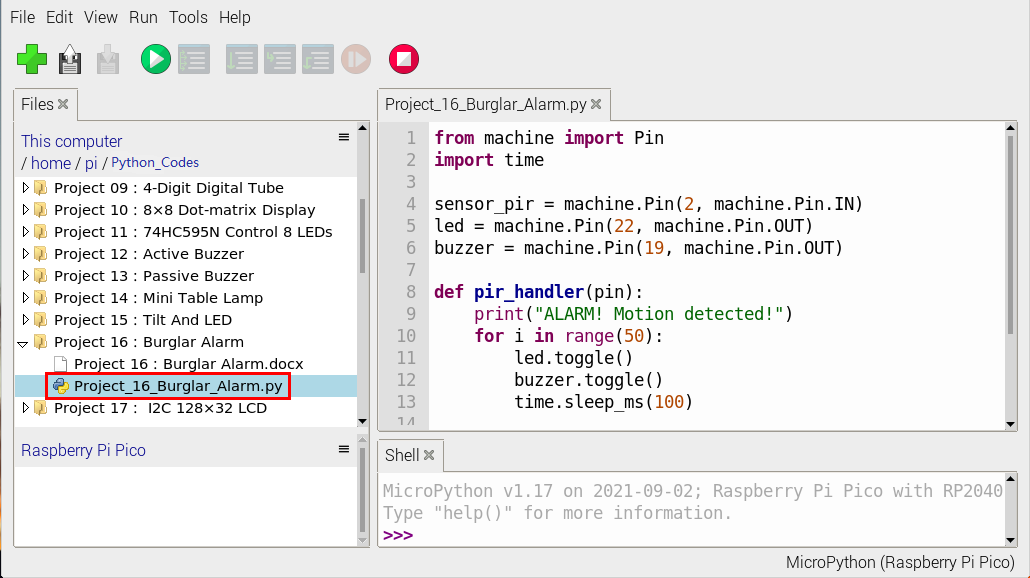 File Edit View Run Tools Help
Files
This computer
/ home / pi / Python_Codes
Project 09 : 4-Digit Digital Tube
Project 10 : 8×8 Dot-matrix Display
Project 11 : 74HC595N Control 8 LEDs
Project 12 : Active Buzzer
Project 13 : Passive Buzzer
Project 14 : Mini Table Lamp
Project 15 : Tilt And LED
Project 16 : Burglar Alarm
Project 16 : Burglar Alarm.docx
Project_16_Burglar_Alarm.py
Project 17 : I2C 128×32 LCD
Raspberry Pi Pico
Project_16_Burglar_Alarm.py
1 from machine import Pin
2 import time
3
4 sensor_pir = machine.Pin(2, machine.Pin.IN)
5 led = machine.Pin(22, machine.Pin.OUT)
6 buzzer = machine.Pin(19, machine.Pin.OUT)
7
8 def pir_handler(pin):
9     print("ALARM! Motion detected!")
10     for i in range(50):
11         led.toggle()
12         buzzer.toggle()
13         time.sleep_ms(100)
14
Shell
MicroPython v1.17 on 2021-09-02; Raspberry Pi Pico with RP2040
Type "help()" for more information.
>>>
MicroPython (Raspberry Pi Pico)